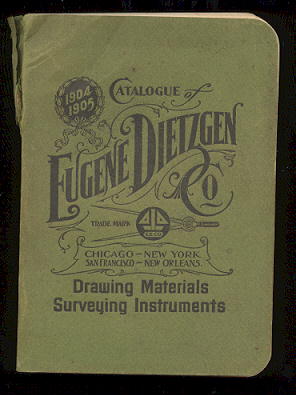 1904
1905
CATALOGUE of
EUGENE DIETZGEN
CO
TRADE MARK
CHICAGO - NEW YORK
SAN FRANCISCO - NEW ORLEANS.
Drawing Materials
Surveying Instruments